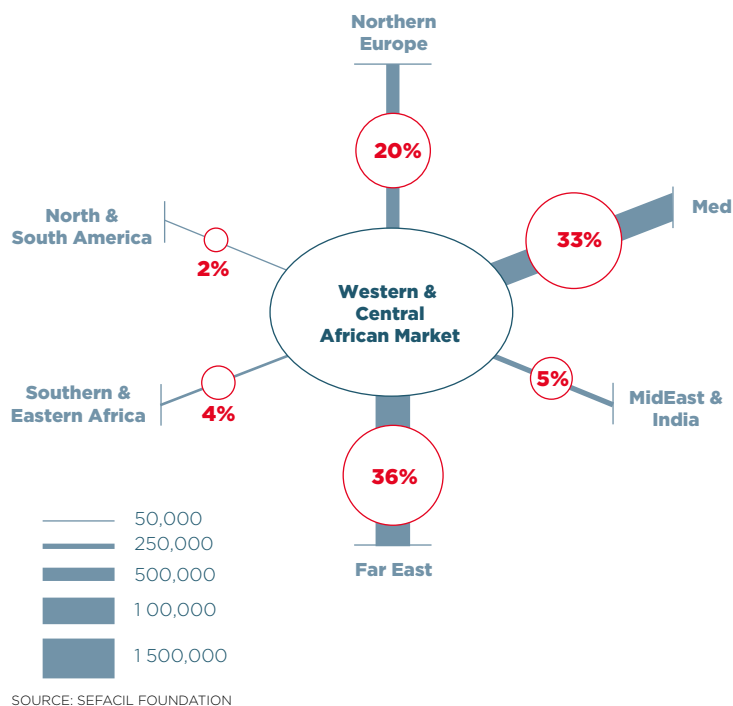 Northern
Europe
20%
Med
33%
North &
South America
2%
Western &
Central
African Market
Southern &
Eastern Africa
4%
5%
MidEast &
India
36%
Far East
50,000
250,000
500,000
1 00,000
1 500,000
SOURCE: SEFACIL FOUNDATION